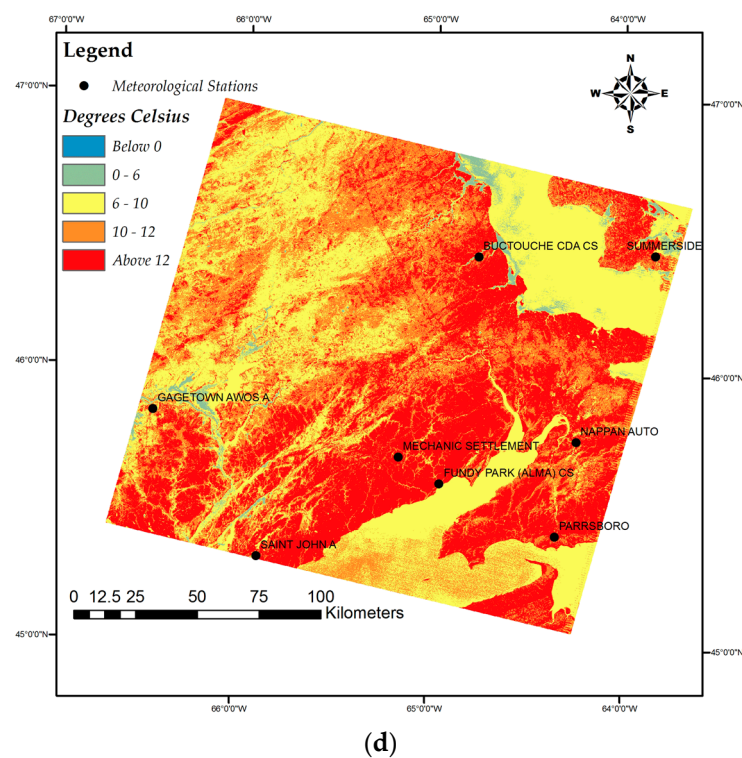 67°0'0"W
66°0'0"W
65°0'0"W
64°0'0"W
Legend
Meteorological Stations
Degrees Celsius
Below 0
0 - 6
6 - 10
10 - 12
Above 12
N
W E
S
47°0'0"N
47°0'0"N
BUCTOUCHE CDA CS
SUMMERSIDE
46°0'0"N
46°0'0"N
GAGETOWN AWOS A
NAPPAN AUTO
MECHANIC SETTLEMENT
FUNDY PARK (ALMA) CS
PARRSBORO
SAINT JOHN A
0 12.5 25 50 75 100
Kilometers
45°0'0"N
45°0'0"N
66°0'0"W
65°0'0"W
64°0'0"W
(d)